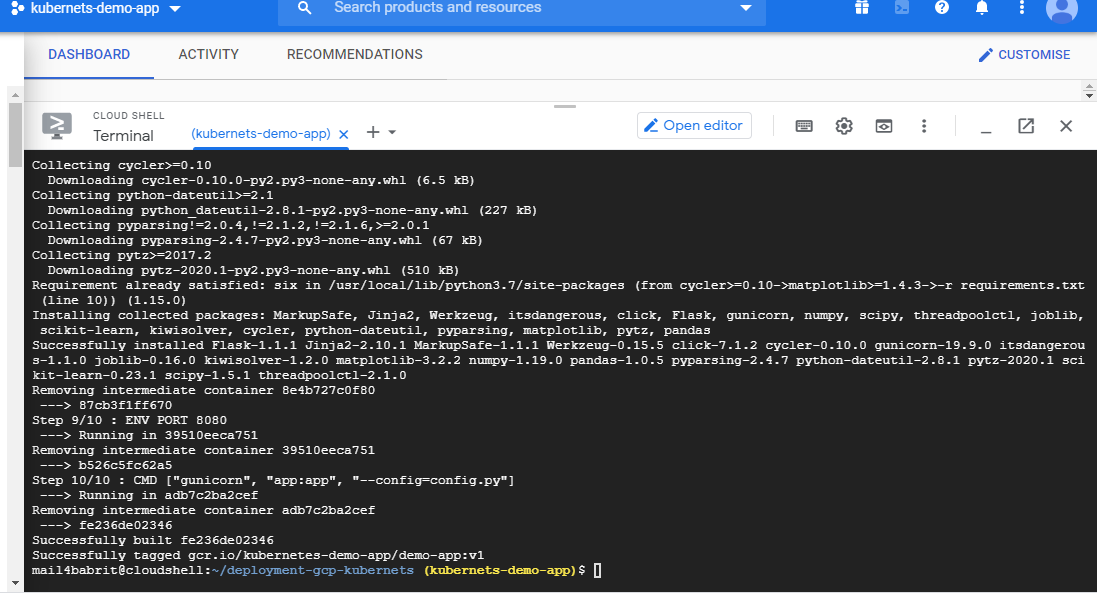 kubernets-demo-app
Search products and resources
DASHBOARD
ACTIVITY
RECOMMENDATIONS
CUSTOMISE
CLOUD SHELL
Terminal
(kubernets-demo-app)
Open editor
Collecting cycler>=0.10
Downloading cycler-0.10.0-py2.py3-none-any.whl (6.5 kB)
Collecting python-dateutil>=2.1
Downloading python_dateutil-2.8.1-py2.py3-none-any.whl (227 kB)
Collecting pyparsing!=2.0.4,!=2.1.2,!=2.1.6,>=2.0.1
Downloading pyparsing-2.4.7-py2.py3-none-any.whl (67 kB)
Collecting pytz>=2017.2
Downloading pytz-2020.1-py2.py3-none-any.whl (510 kB)
Requirement already satisfied: six in /usr/local/lib/python3.7/site-packages (from cycler>=0.10->matplotlib>=1.4.3->-r requirements.txt
(line 10)) (1.15.0)
Installing collected packages: MarkupSafe, Jinja2, Werkzeug, itsdangerous, click, Flask, gunicorn, numpy, scipy, threadpoolctl, joblib,
scikit-learn, kiwisolver, cycler, python-dateutil, pyparsing, matplotlib, pytz, pandas
Successfully installed Flask-1.1.1 Jinja2-2.10.1 MarkupSafe-1.1.1 Werkzeug-0.15.5 click-7.1.2 cycler-0.10.0 gunicorn-19.9.0 itsdangerou
s-1.1.0 joblib-0.16.0 kiwisolver-1.2.0 matplotlib-3.2.2 numpy-1.19.0 pandas-1.0.5 pyparsing-2.4.7 python-dateutil-2.8.1 pytz-2020.1 sci
kit-learn-0.23.1 scipy-1.5.1 threadpoolctl-2.1.0
Removing intermediate container 8e4b727c0f80
---> 87cb3f1ff670
Step 9/10 : ENV PORT 8080
---> Running in 39510eeca751
Removing intermediate container 39510eeca751
---> b526c5fc62a5
Step 10/10 : CMD ["gunicorn", "app:app", "--config=config.py"]
---> Running in adb7c2ba2cef
Removing intermediate container adb7c2ba2cef
---> fe236de02346
Successfully built fe236de02346
Successfully tagged gcr.io/kubernetes-demo-app/demo-app:v1
mail4babrit@cloudshell:~/deployment-gcp-kubernets (kubernets-demo-app)$